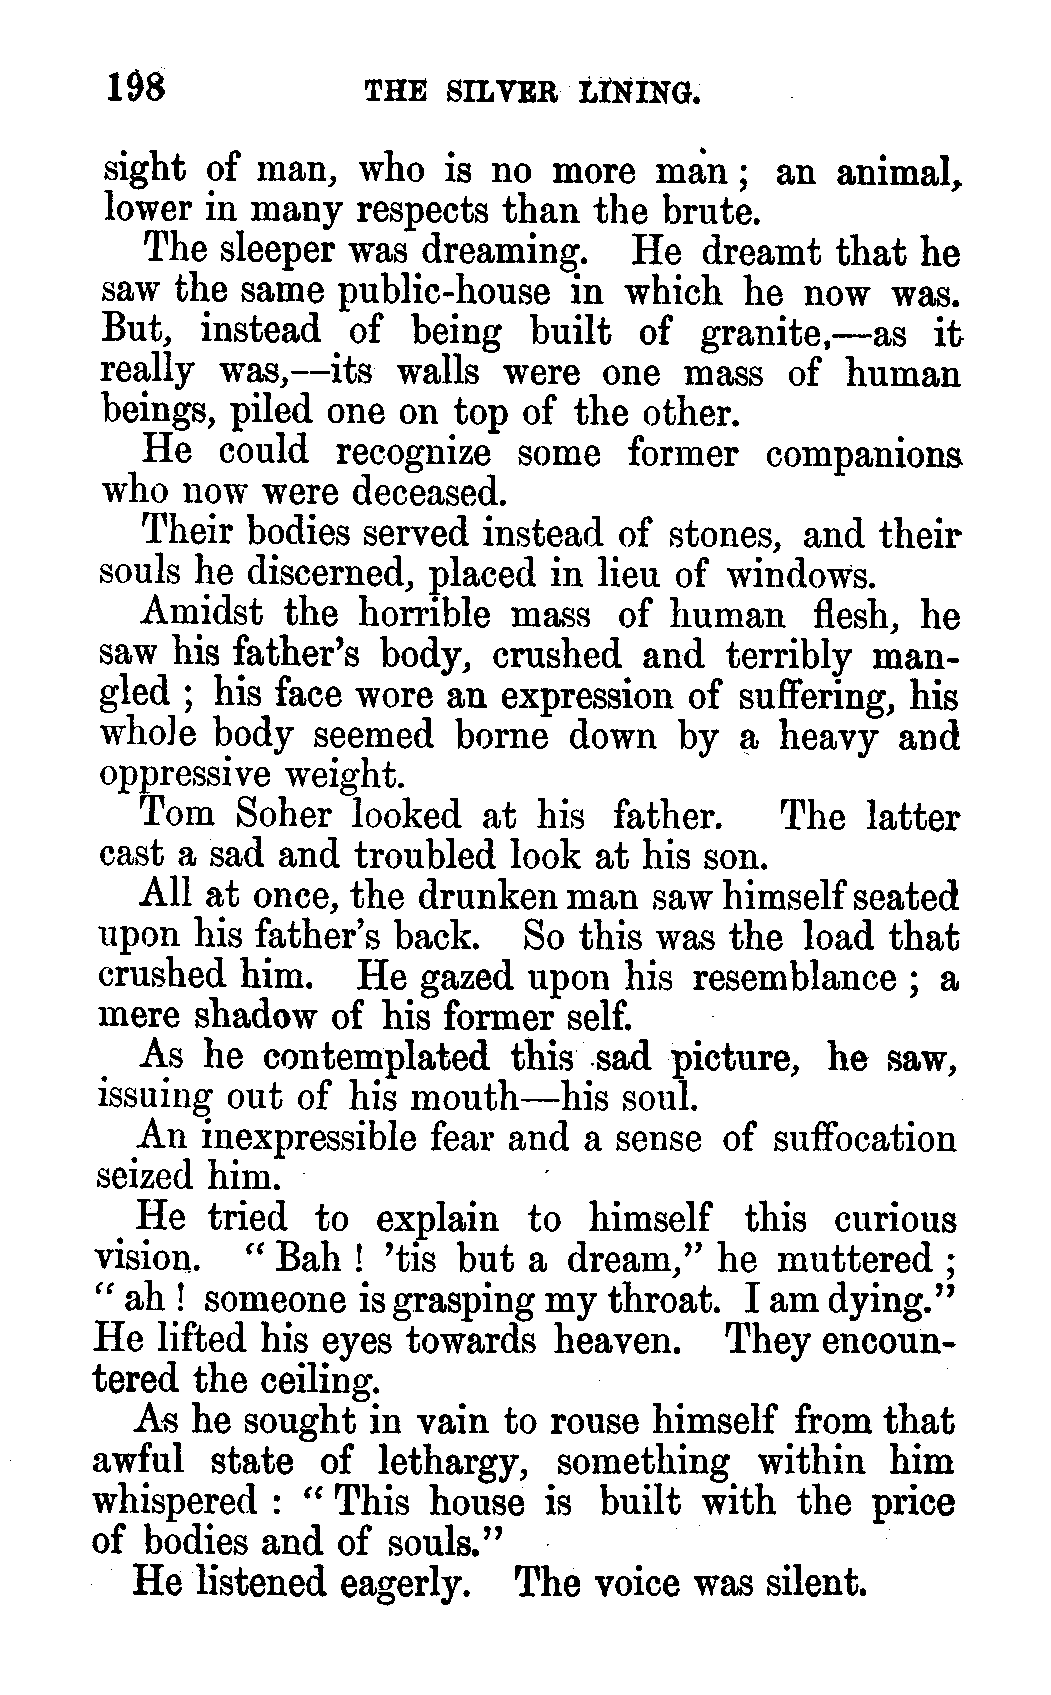 198 THE SILVER LINING.
sight of man, who is no more man ; an animal,
lower in many respects than the brute.
The sleeper was dreaming. He dreamt that he
saw the same public-house in which he now was.
But, instead of being built of granite,—as it
really was,—its walls were one mass of human
beings, piled one on top of the other.
He could recognize some former companions
who now were deceased.
Their bodies served instead of stones, and their
souls he discerned, placed in lieu of windows.
Amidst the horrible mass of human flesh, he
saw his father’s body, crushed and terribly man-
gled ; his face wore an expression of suffering, his
whole body seemed borne down by a heavy and
oppressive weight.
Tom Soher looked at his father. The latter
cast a sad and troubled look at his son.
All at once, the drunken man saw himself seated
upon his father’s back. So this was the load that
crushed him. He gazed upon his resemblance ; a
mere shadow of his former self.
As he contemplated this sad picture, he saw,
issuing out of his mouth—his soul.
An inexpressible fear and a sense of suffocation
seized him.
He tried to explain to himself this curious
vision. “ Bah ! ’tis but a dream,” he muttered ;
“ ah ! someone is grasping my throat. I am dying.”
He lifted his eyes towards heaven. They encoun-
tered the ceiling.
As he sought in vain to rouse himself from that
awful state of lethargy, something within him
whispered : “ This house is built with the price
of bodies and of souls.”
He listened eagerly. The voice was silent.